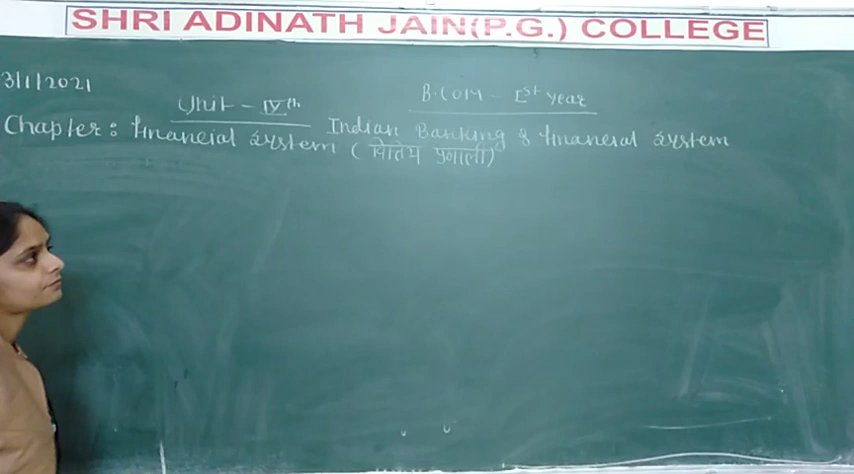 SHRI ADINATH JAIN(P.G.) COLLEGE
3/1/2021
Unit - IVth
B.COM - Ist year
Indian Banking & financial system
Chapter: financial system (वित्तिय प्रणाली)